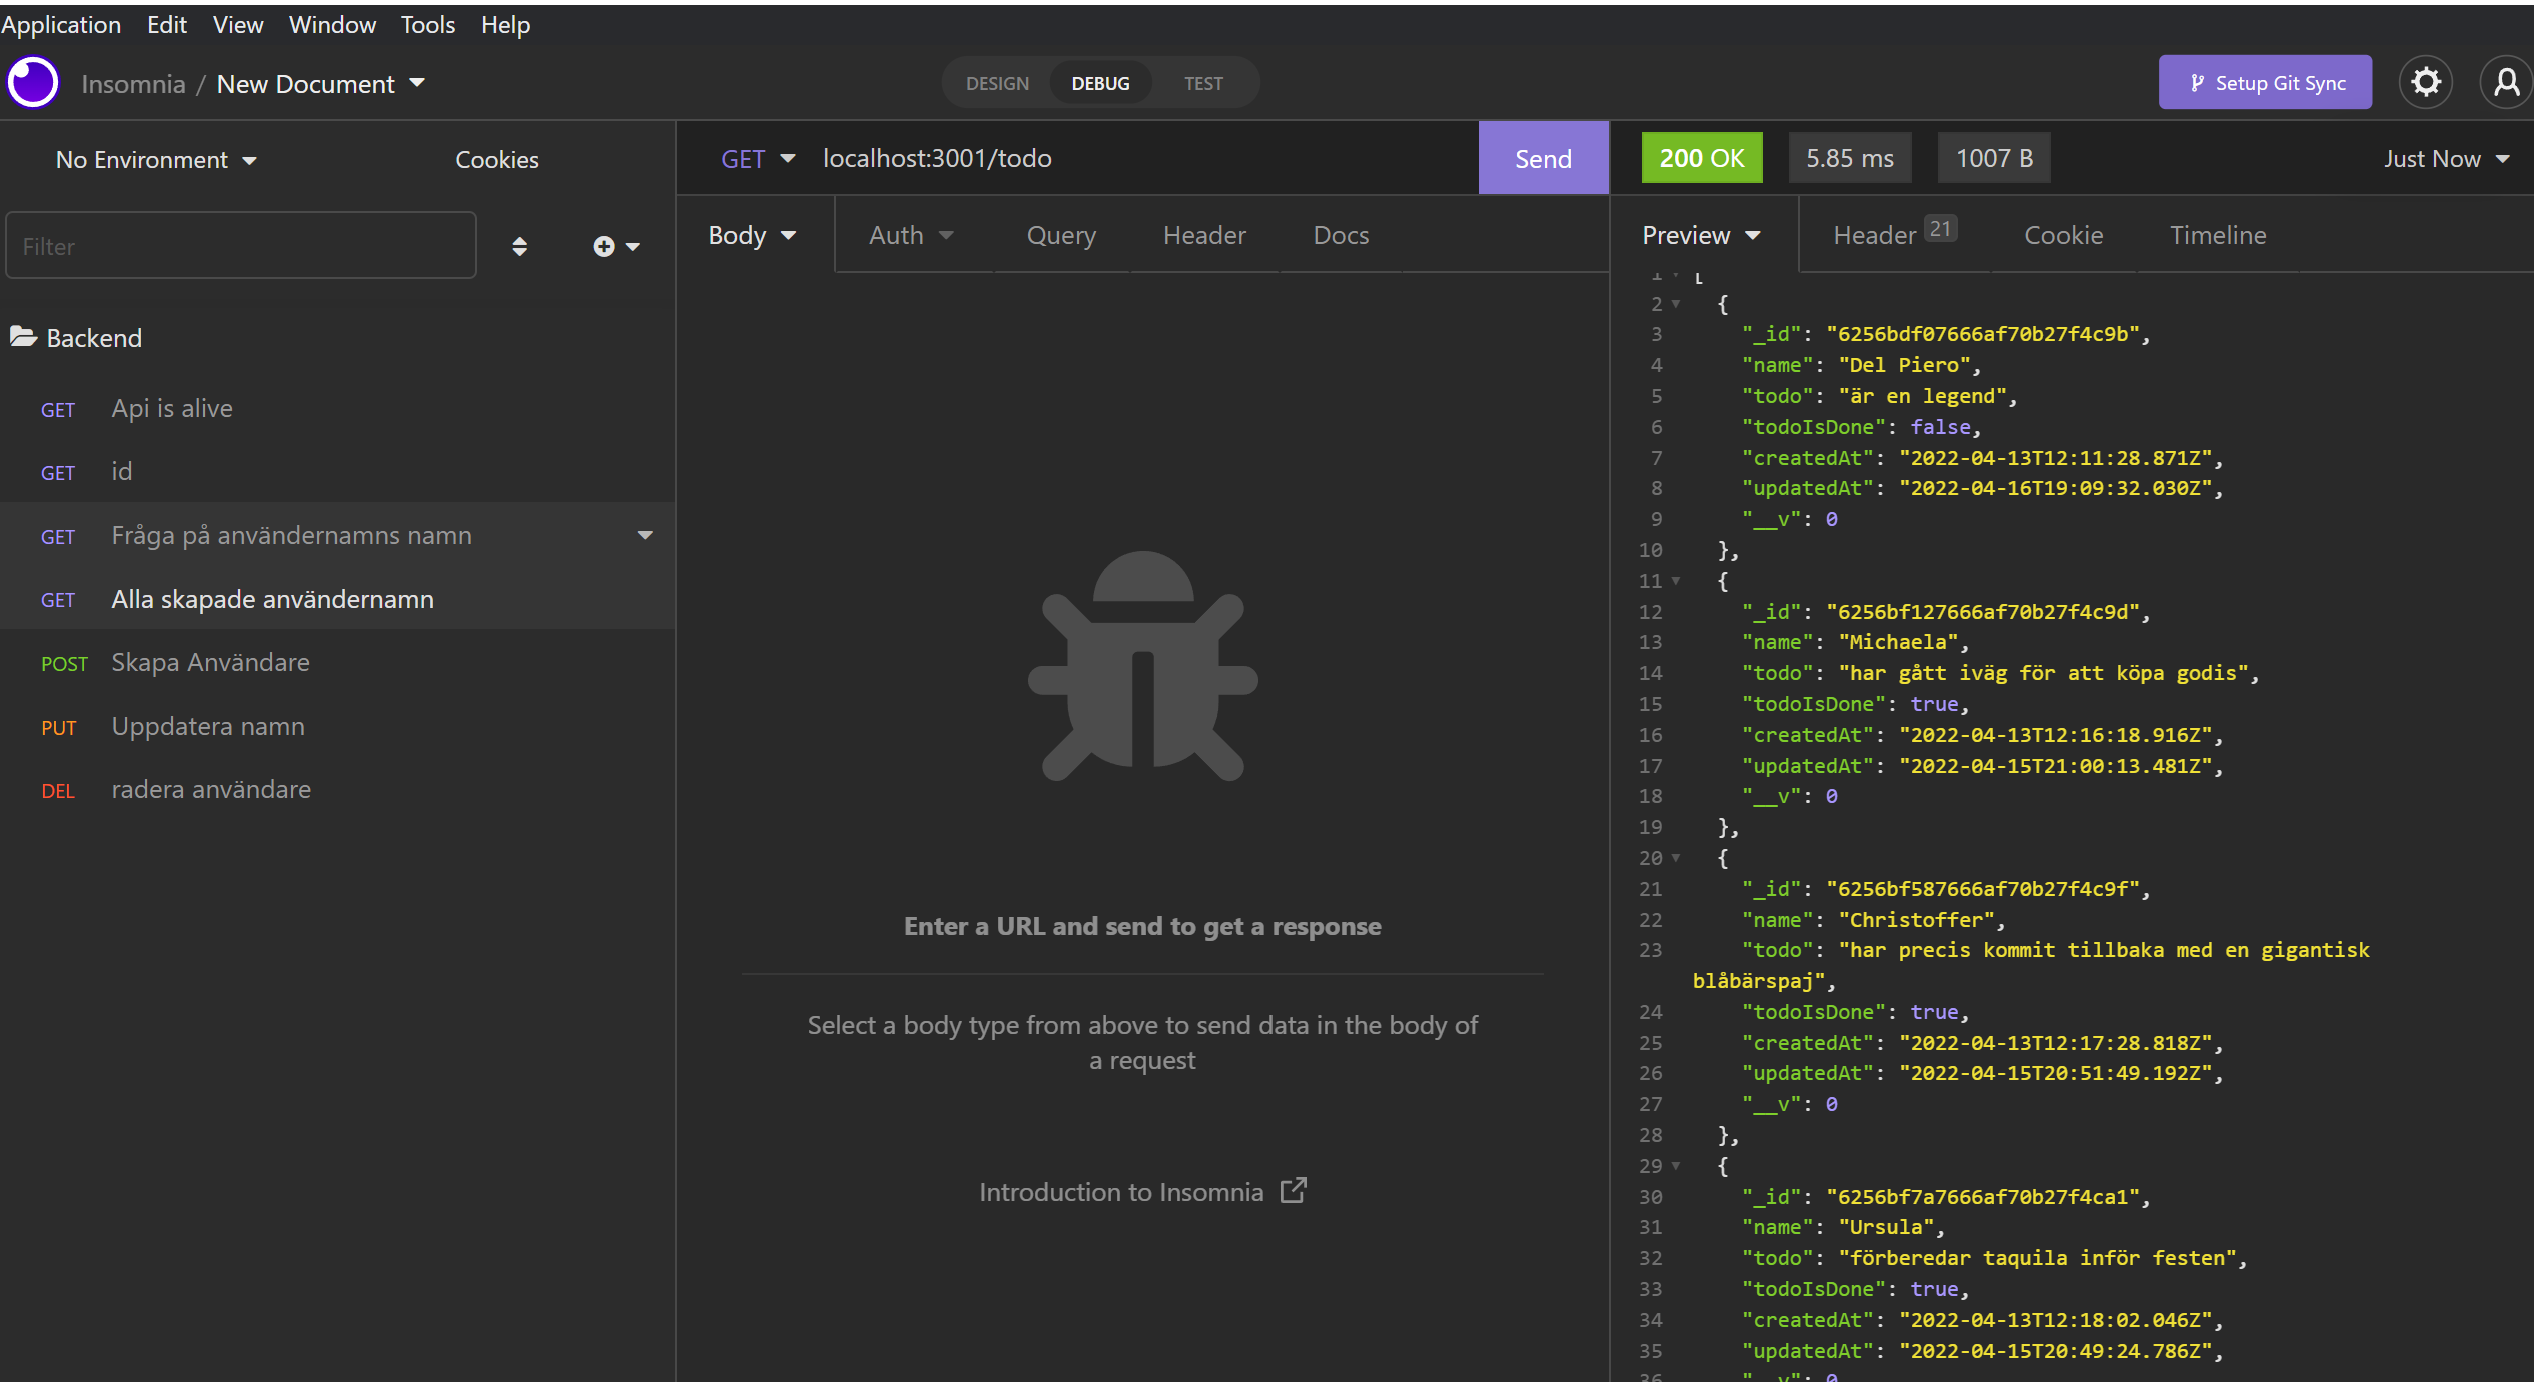 Application Edit View Window Tools Help
Insomnia / New Document
DESIGN DEBUG TEST
Setup Git Sync
No Environment Cookies
Filter
Backend
GET Api is alive
GET id
GET Fråga på användernamns namn
GET Alla skapade användernamn
POST Skapa Användare
PUT Uppdatera namn
DEL radera användare
GET localhost:3001/todo Send
Body Auth Query Header Docs
Enter a URL and send to get a response
Select a body type from above to send data in the body of
a request
Introduction to Insomnia
200 OK 5.85 ms 1007 B Just Now
Preview Header 21 Cookie Timeline
1 [
2 {
3 "_id": "6256bdf07666af70b27f4c9b",
4 "name": "Del Piero",
5 "todo": "är en legend",
6 "todoIsDone": false,
7 "createdAt": "2022-04-13T12:11:28.871Z",
8 "updatedAt": "2022-04-16T19:09:32.030Z",
9 "__v": 0
10 },
11 {
12 "_id": "6256bf127666af70b27f4c9d",
13 "name": "Michaela",
14 "todo": "har gått iväg för att köpa godis",
15 "todoIsDone": true,
16 "createdAt": "2022-04-13T12:16:18.916Z",
17 "updatedAt": "2022-04-15T21:00:13.481Z",
18 "__v": 0
19 },
20 {
21 "_id": "6256bf587666af70b27f4c9f",
22 "name": "Christoffer",
23 "todo": "har precis kommit tillbaka med en gigantisk
blåbärspaj",
24 "todoIsDone": true,
25 "createdAt": "2022-04-13T12:17:28.818Z",
26 "updatedAt": "2022-04-15T20:51:49.192Z",
27 "__v": 0
28 },
29 {
30 "_id": "6256bf7a7666af70b27f4ca1",
31 "name": "Ursula",
32 "todo": "förberedar taquila inför festen",
33 "todoIsDone": true,
34 "createdAt": "2022-04-13T12:18:02.046Z",
35 "updatedAt": "2022-04-15T20:49:24.786Z",
36 "__v": 0